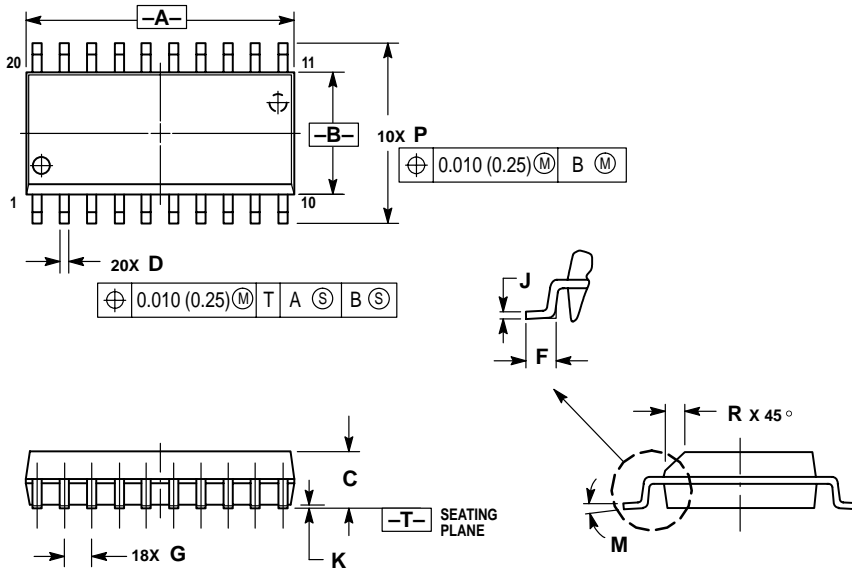 –A–
20 11
–B– 10X P
⌖ 0.010 (0.25) Ⓜ B Ⓜ
1 10
20X D
⌖ 0.010 (0.25) Ⓜ T A Ⓢ B Ⓢ
J
F
R X 45°
C
–T– SEATING
PLANE
M
18X G
K